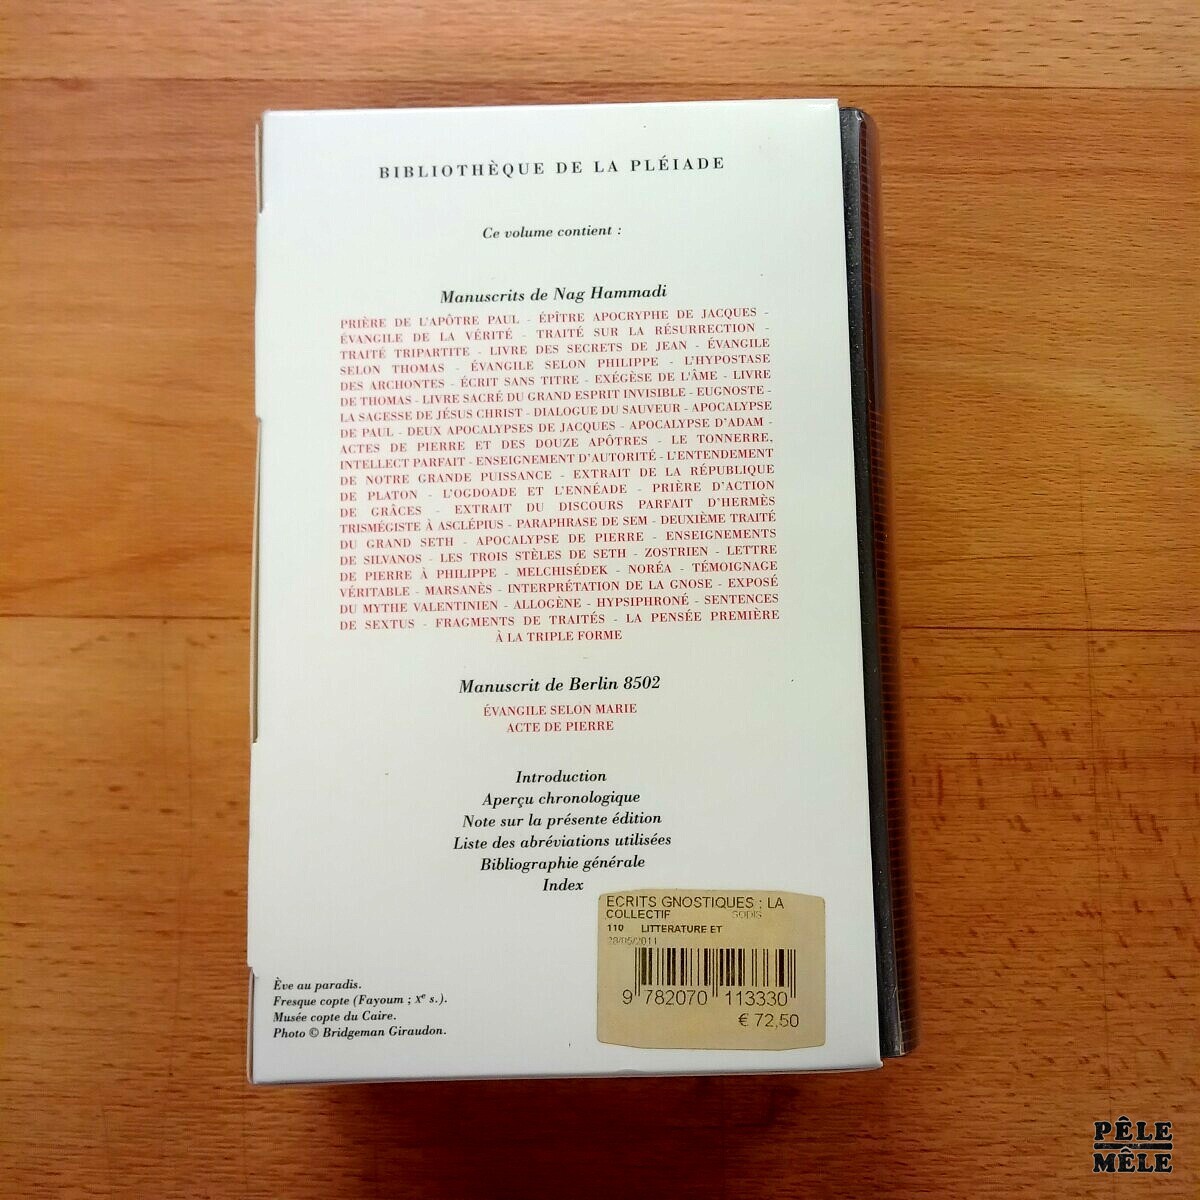 BIBLIOTHÈQUE DE LA PLÉIADE
Ce volume contient :
Manuscrits de Nag Hammadi
PRIÈRE DE L'APÔTRE PAUL - ÉPÎTRE APOCRYPHE DE JACQUES -
ÉVANGILE DE LA VÉRITÉ - TRAITÉ SUR LA RÉSURRECTION -
TRAITÉ TRIPARTITE - LIVRE DES SECRETS DE JEAN - ÉVANGILE
SELON THOMAS - ÉVANGILE SELON PHILIPPE - L'HYPOSTASE
DES ARCHONTES - ÉCRIT SANS TITRE - EXÉGÈSE DE L'ÂME - LIVRE
DE THOMAS - LIVRE SACRÉ DU GRAND ESPRIT INVISIBLE - EUGNOSTE -
LA SAGESSE DE JÉSUS CHRIST - DIALOGUE DU SAUVEUR - APOCALYPSE
DE PAUL - DEUX APOCALYPSES DE JACQUES - APOCALYPSE D'ADAM -
ACTES DE PIERRE ET DES DOUZE APÔTRES - LE TONNERRE,
INTELLECT PARFAIT - ENSEIGNEMENT D'AUTORITÉ - L'ENTENDEMENT
DE NOTRE GRANDE PUISSANCE - EXTRAIT DE LA RÉPUBLIQUE
DE PLATON - L'OGDOADE ET L'ENNÉADE - PRIÈRE D'ACTION
DE GRÂCES - EXTRAIT DU DISCOURS PARFAIT D'HERMÈS
TRISMÉGISTE À ASCLÉPIUS - PARAPHRASE DE SEM - DEUXIÈME TRAITÉ
DU GRAND SETH - APOCALYPSE DE PIERRE - ENSEIGNEMENTS
DE SILVANOS - LES TROIS STÈLES DE SETH - ZOSTRIEN - LETTRE
DE PIERRE À PHILIPPE - MELCHISÉDEK - NORÉA - TÉMOIGNAGE
VÉRITABLE - MARSANÈS - INTERPRÉTATION DE LA GNOSE - EXPOSÉ
DU MYTHE VALENTINIEN - ALLOGÈNE - HYPSIPHRONÉ - SENTENCES
DE SEXTUS - FRAGMENTS DE TRAITÉS - LA PENSÉE PREMIÈRE
À LA TRIPLE FORME
Manuscrit de Berlin 8502
ÉVANGILE SELON MARIE
ACTE DE PIERRE
Introduction
Aperçu chronologique
Note sur la présente édition
Liste des abréviations utilisées
Bibliographie générale
Index
ECRITS GNOSTIQUES : LA
COLLECTIF SODIS
110 LITTERATURE ET
28/05/2011
9 782070 113330
€ 72,50
Ève au paradis.
Fresque copte (Fayoum ; Xe s.).
Musée copte du Caire.
Photo © Bridgeman Giraudon.
PÊLE
MÊLE